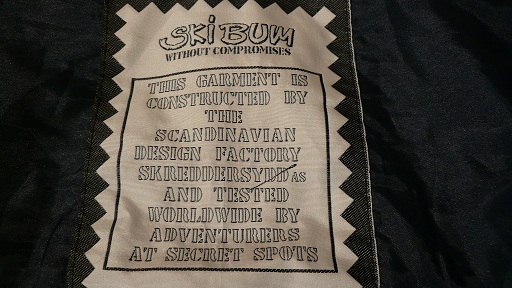 SKi BUM
WITHOUT COMPROMISES
THIS GARMENT IS
CONSTRUCTED BY
THE
SCANDINAVIAN
DESIGN FACTORY
SKREDDERSYDD AS
AND TESTED
WORLDWIDE BY
ADVENTURERS
AT SECRET SPOTS